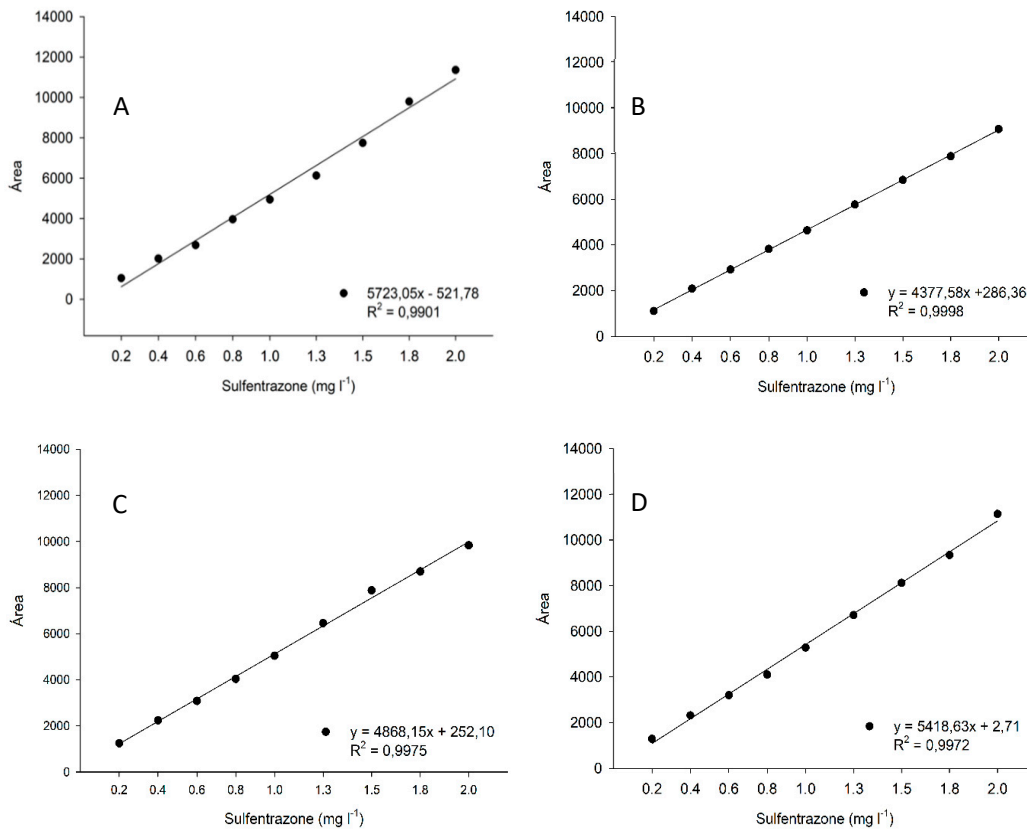 14000
12000
10000
8000
6000
4000
2000
0
Área
A
5723,05x - 521,78
R² = 0,9901
0.2 0.4 0.6 0.8 1.0 1.3 1.5 1.8 2.0
Sulfentrazone (mg l⁻¹)
14000
12000
10000
8000
6000
4000
2000
0
Área
B
y = 4377,58x +286,36
R² = 0,9998
0.2 0.4 0.6 0.8 1.0 1.3 1.5 1.8 2.0
Sulfentrazone (mg l⁻¹)
14000
12000
10000
8000
6000
4000
2000
0
Área
C
y = 4868,15x + 252,10
R² = 0,9975
0.2 0.4 0.6 0.8 1.0 1.3 1.5 1.8 2.0
Sulfentrazone (mg l⁻¹)
14000
12000
10000
8000
6000
4000
2000
0
Área
D
y = 5418,63x + 2,71
R² = 0,9972
0.2 0.4 0.6 0.8 1.0 1.3 1.5 1.8 2.0
Sulfentrazone (mg l⁻¹)